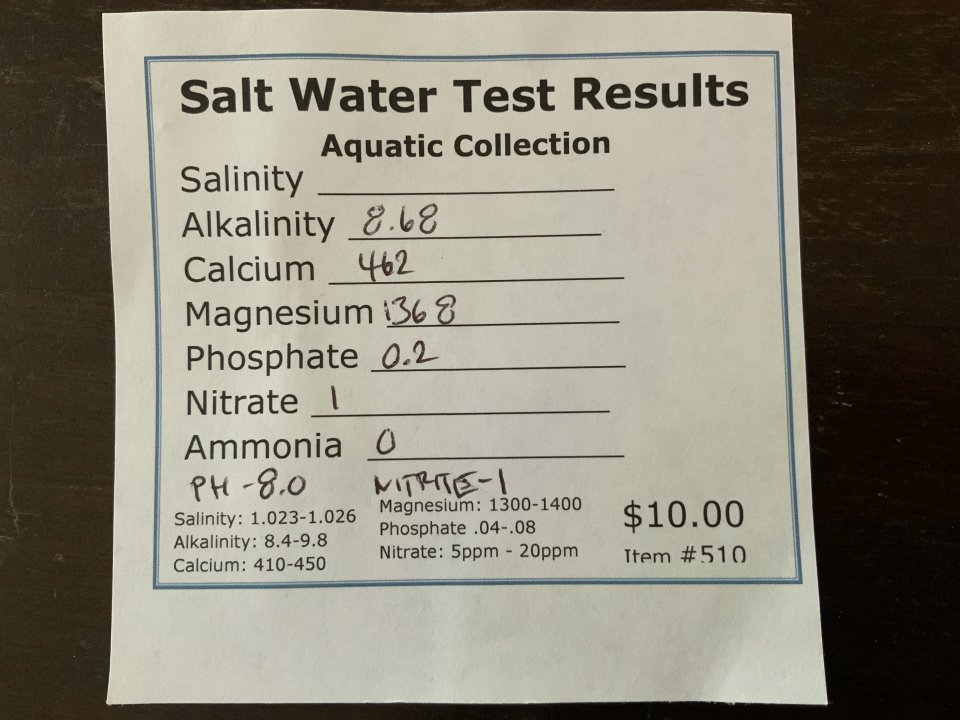 Salt Water Test Results
Aquatic Collection
Salinity
Alkalinity 8.68
Calcium 462
Magnesium 1368
Phosphate 0.2
Nitrate 1
Ammonia 0
PH -8.0 NITRITE-1
Salinity: 1.023-1.026
Alkalinity: 8.4-9.8
Calcium: 410-450
Magnesium: 1300-1400
Phosphate .04-.08
Nitrate: 5ppm - 20ppm
$10.00
Item #510